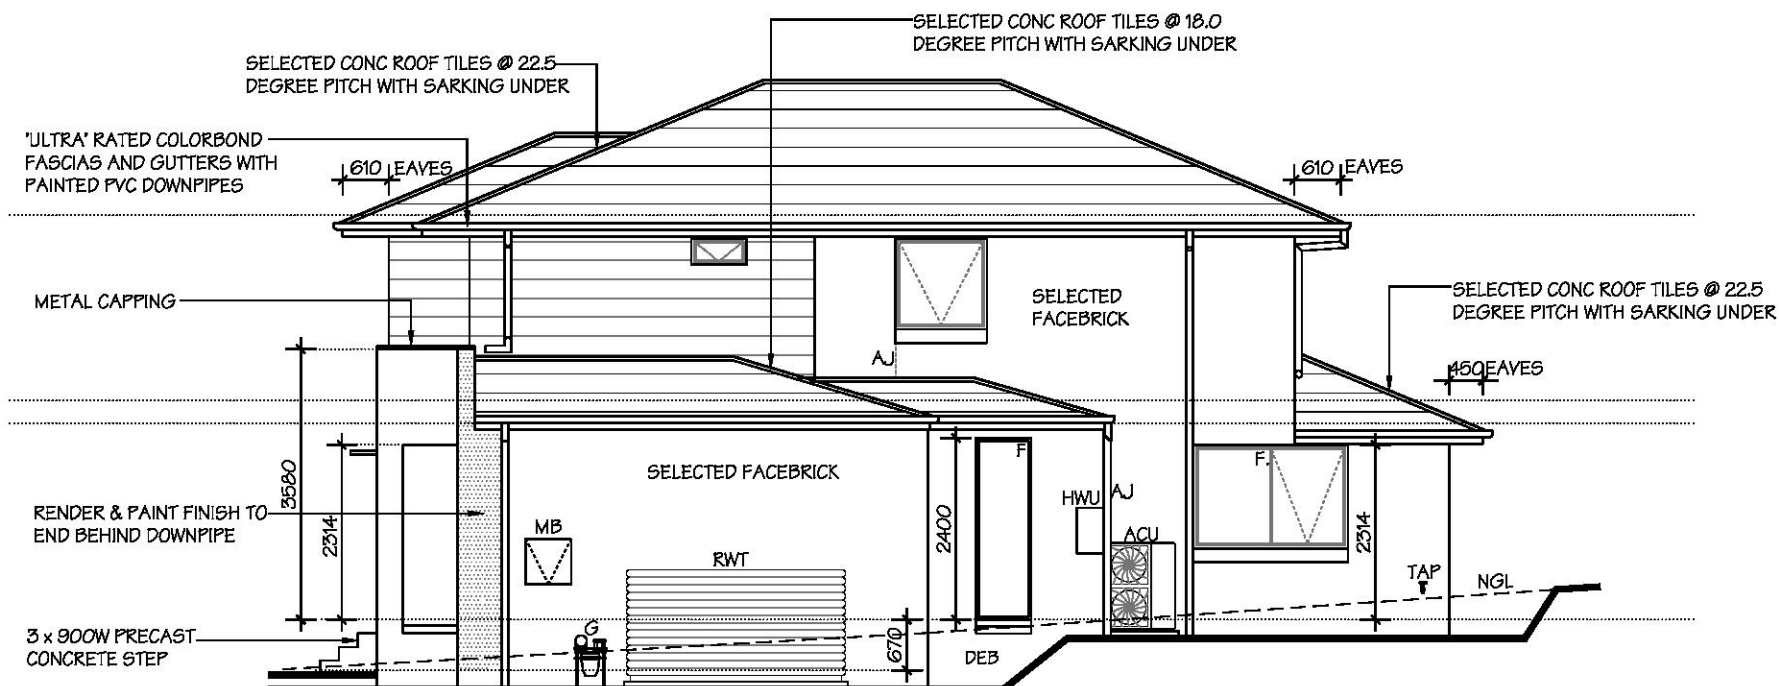 SELECTED CONC ROOF TILES @ 18.0
DEGREE PITCH WITH SARKING UNDER
SELECTED CONC ROOF TILES @ 22.5
DEGREE PITCH WITH SARKING UNDER
'ULTRA' RATED COLORBOND
FASCIAS AND GUTTERS WITH
PAINTED PVC DOWNPIPES
610 EAVES
610 EAVES
METAL CAPPING
SELECTED
FACEBRICK
SELECTED CONC ROOF TILES @ 22.5
DEGREE PITCH WITH SARKING UNDER
AJ
450 EAVES
3580
2314
SELECTED FACEBRICK
2400
F
F.
2314
RENDER & PAINT FINISH TO
END BEHIND DOWNPIPE
MB
HWU
AJ
ACU
RWT
TAP
NGL
3 x 900W PRECAST
CONCRETE STEP
G
670
DEB